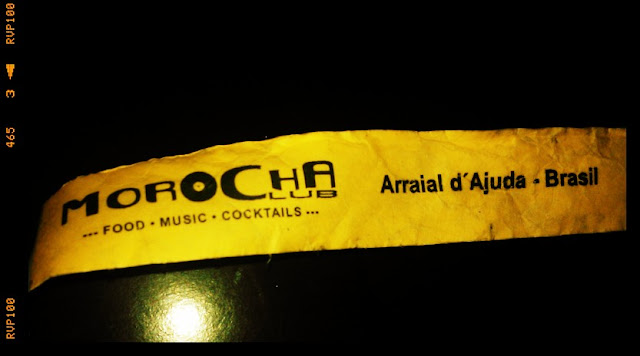 RVP100
3
465
RVP100
MOROCHA
CLUB
... FOOD • MUSIC • COCKTAILS ...
Arraial d´Ajuda - Brasil